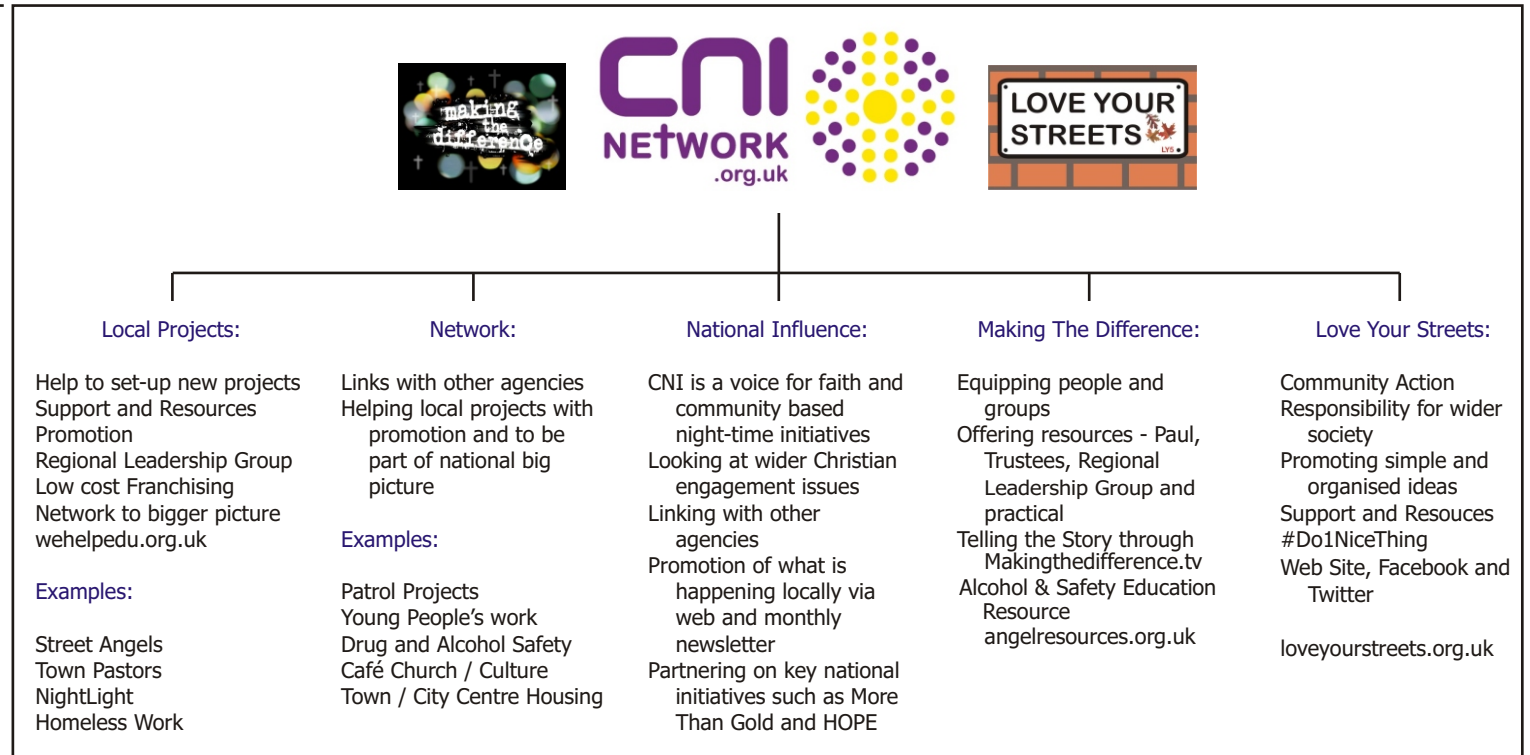 making
the
difference
CNI
NETWORK
.org.uk
LOVE YOUR
STREETS
LYS
Local Projects:
Help to set-up new projects
Support and Resources
Promotion
Regional Leadership Group
Low cost Franchising
Network to bigger picture
wehelpedu.org.uk
Examples:
Street Angels
Town Pastors
NightLight
Homeless Work
Network:
Links with other agencies
Helping local projects with
promotion and to be
part of national big
picture
Examples:
Patrol Projects
Young People’s work
Drug and Alcohol Safety
Café Church / Culture
Town / City Centre Housing
National Influence:
CNI is a voice for faith and
community based
night-time initiatives
Looking at wider Christian
engagement issues
Linking with other
agencies
Promotion of what is
happening locally via
web and monthly
newsletter
Partnering on key national
initiatives such as More
Than Gold and HOPE
Making The Difference:
Equipping people and
groups
Offering resources - Paul,
Trustees, Regional
Leadership Group and
practical
Telling the Story through
Makingthedifference.tv
Alcohol & Safety Education
Resource
angelresources.org.uk
Love Your Streets:
Community Action
Responsibility for wider
society
Promoting simple and
organised ideas
Support and Resouces
#Do1NiceThing
Web Site, Facebook and
Twitter
loveyourstreets.org.uk